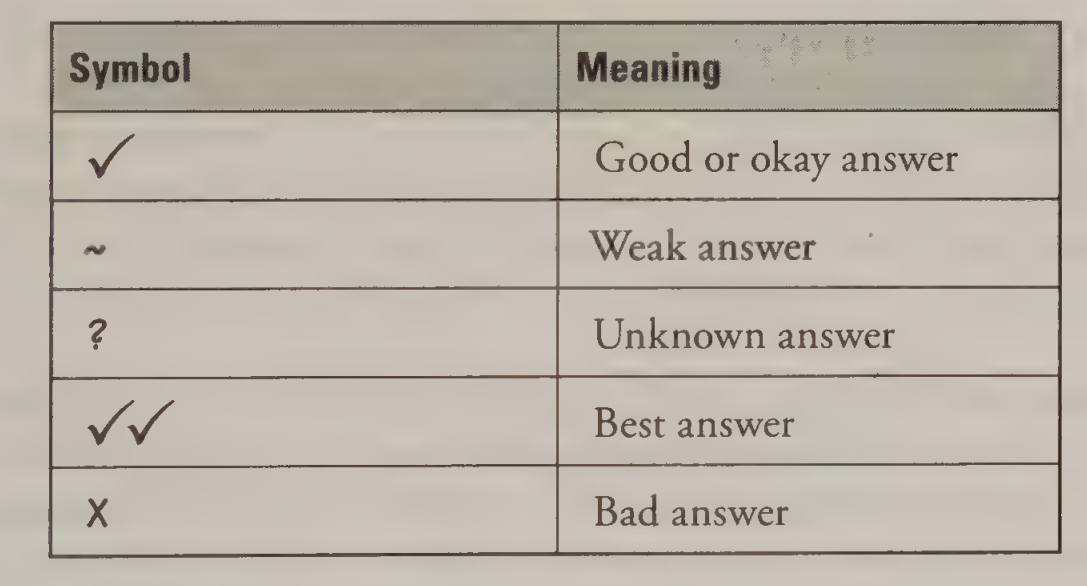 Symbol Meaning
✓ Good or okay answer
~ Weak answer
? Unknown answer
✓✓ Best answer
X Bad answer